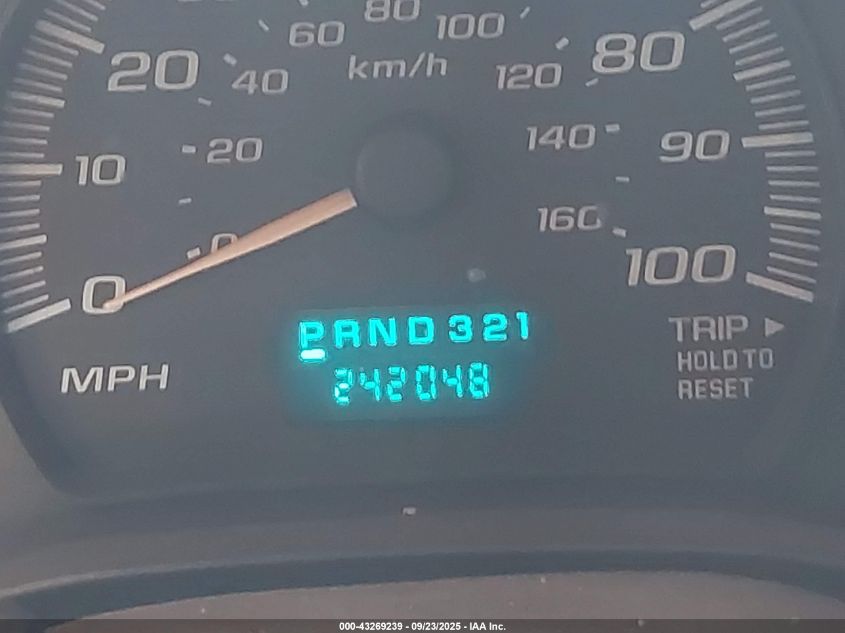 80
60 100
20 40 km/h 120 80
10 20 140 90
0 160
0 100
PRND321
242048
MPH
TRIP ▶
HOLD TO
RESET
000-43269239 - 09/23/2025 - IAA Inc.